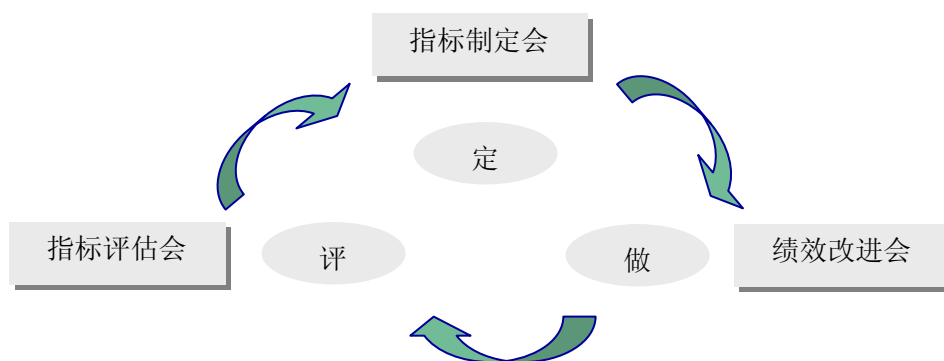 指标制定会
定
指标评估会
评
做
绩效改进会